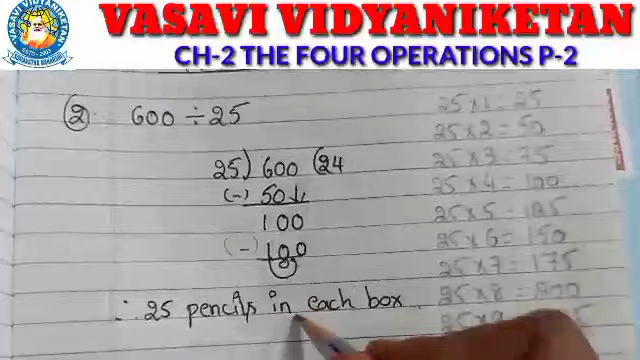 VASAVI VIDYANIKETAN
CH-2 THE FOUR OPERATIONS P-2
VASAVI VIDYANIKETAN
2 600 ÷ 25
25) 600 (24
(-) 50↓
100
(-) 100
0
∴ 25 pencils in each box.
25×1=25
25×2=50
25×3=75
25×4=100
25×5=125
25×6=150
25×7=175
25×8=200